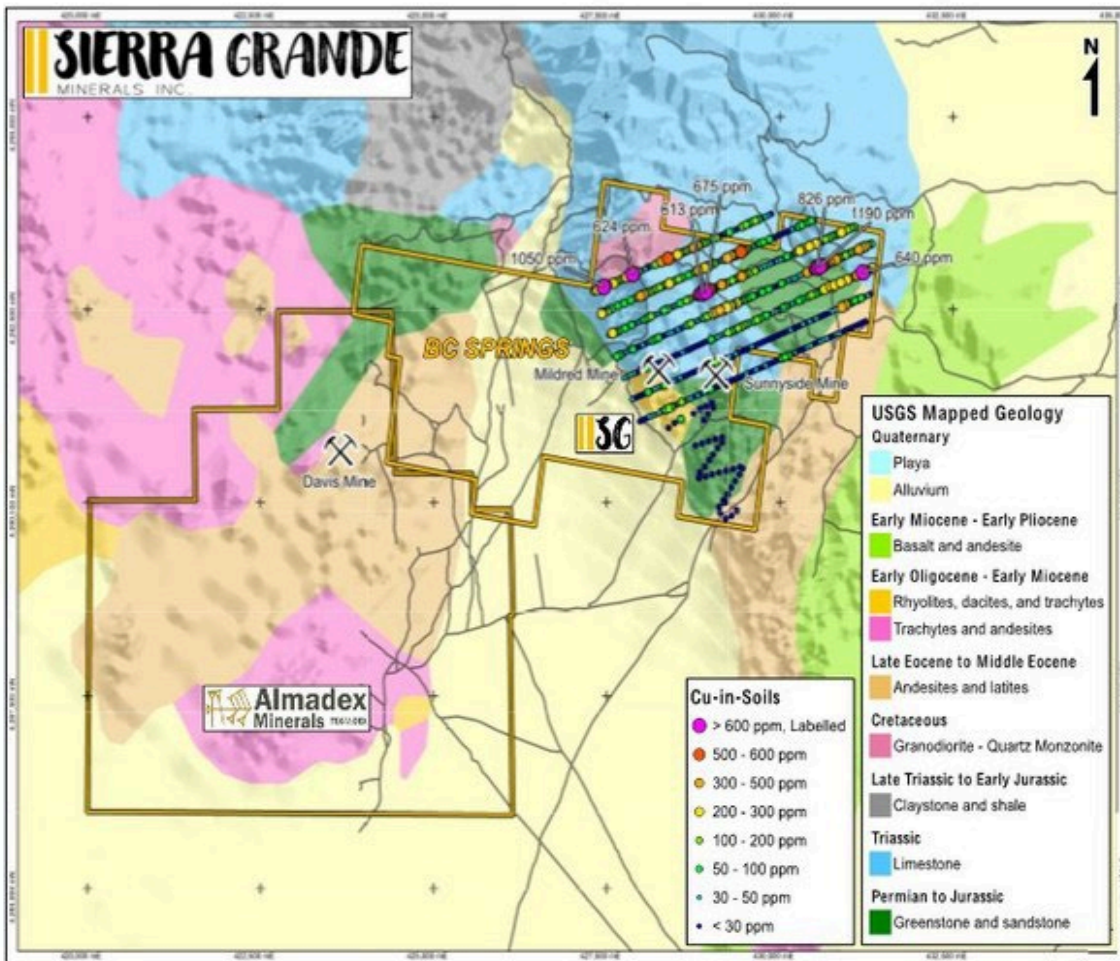 SIERRA GRANDE
MINERALS INC.
N
675 ppm
826 ppm
613 ppm
1190 ppm
624 ppm
1050 ppm
640 ppm
BC SPRINGS
Mildred Mine
Sunnyside Mine
SG
Davis Mine
Almadex
Minerals
USGS Mapped Geology
Quaternary
Playa
Alluvium
Early Miocene - Early Pliocene
Basalt and andesite
Early Oligocene - Early Miocene
Rhyolites, dacites, and trachytes
Trachytes and andesites
Late Eocene to Middle Eocene
Andesites and latites
Cretaceous
Granodiorite - Quartz Monzonite
Late Triassic to Early Jurassic
Claystone and shale
Triassic
Limestone
Permian to Jurassic
Greenstone and sandstone
Cu-in-Soils
> 600 ppm, Labelled
500 - 600 ppm
300 - 500 ppm
200 - 300 ppm
100 - 200 ppm
50 - 100 ppm
30 - 50 ppm
< 30 ppm